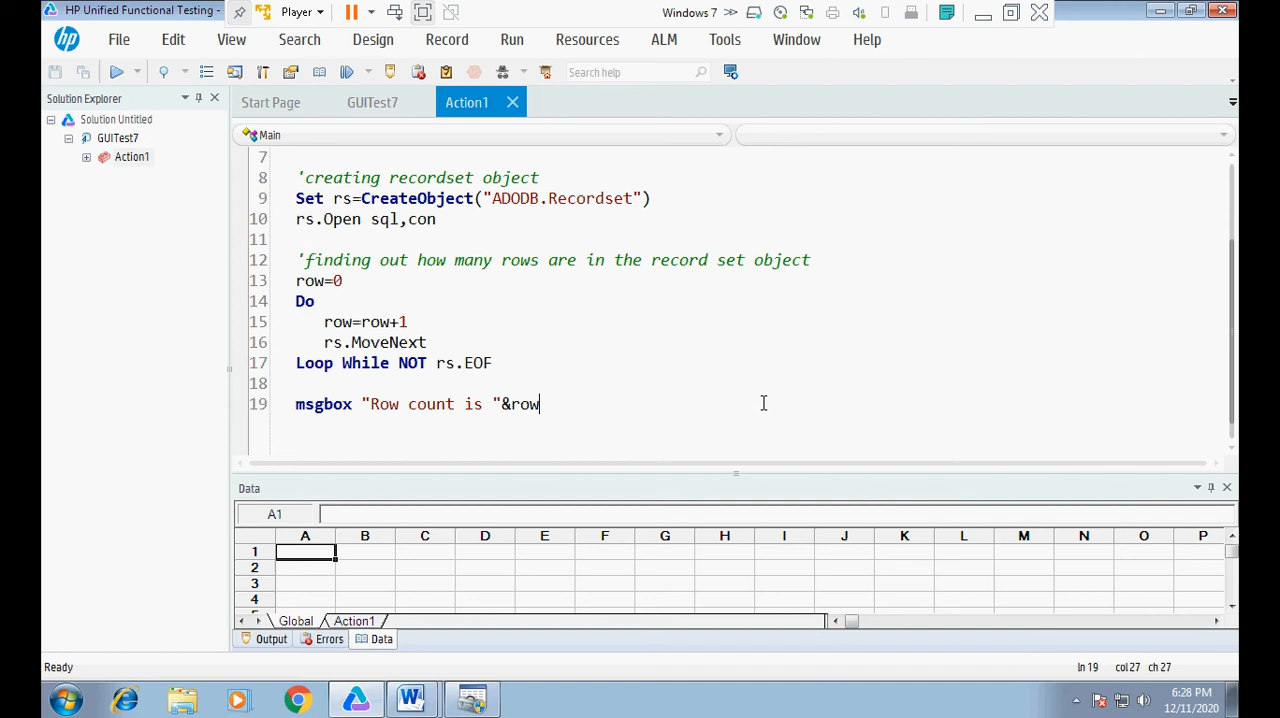 HP Unified Functional Testing -
Player
Windows 7
File Edit View Search Design Record Run Resources ALM Tools Window Help
Search help
Solution Explorer
Start Page GUITest7 Action1
Solution Untitled
GUITest7
Action1
Main
7
8 'creating recordset object
9 Set rs=CreateObject("ADODB.Recordset")
10 rs.Open sql,con
11
12 'finding out how many rows are in the record set object
13 row=0
14 Do
15 row=row+1
16 rs.MoveNext
17 Loop While NOT rs.EOF
18
19 msgbox "Row count is "&row
Data
A1
A B C D E F G H I J K L M N O P
1
2
3
4
Global Action1
Output Errors Data
Ready ln 19 col 27 ch 27
6:28 PM
12/11/2020